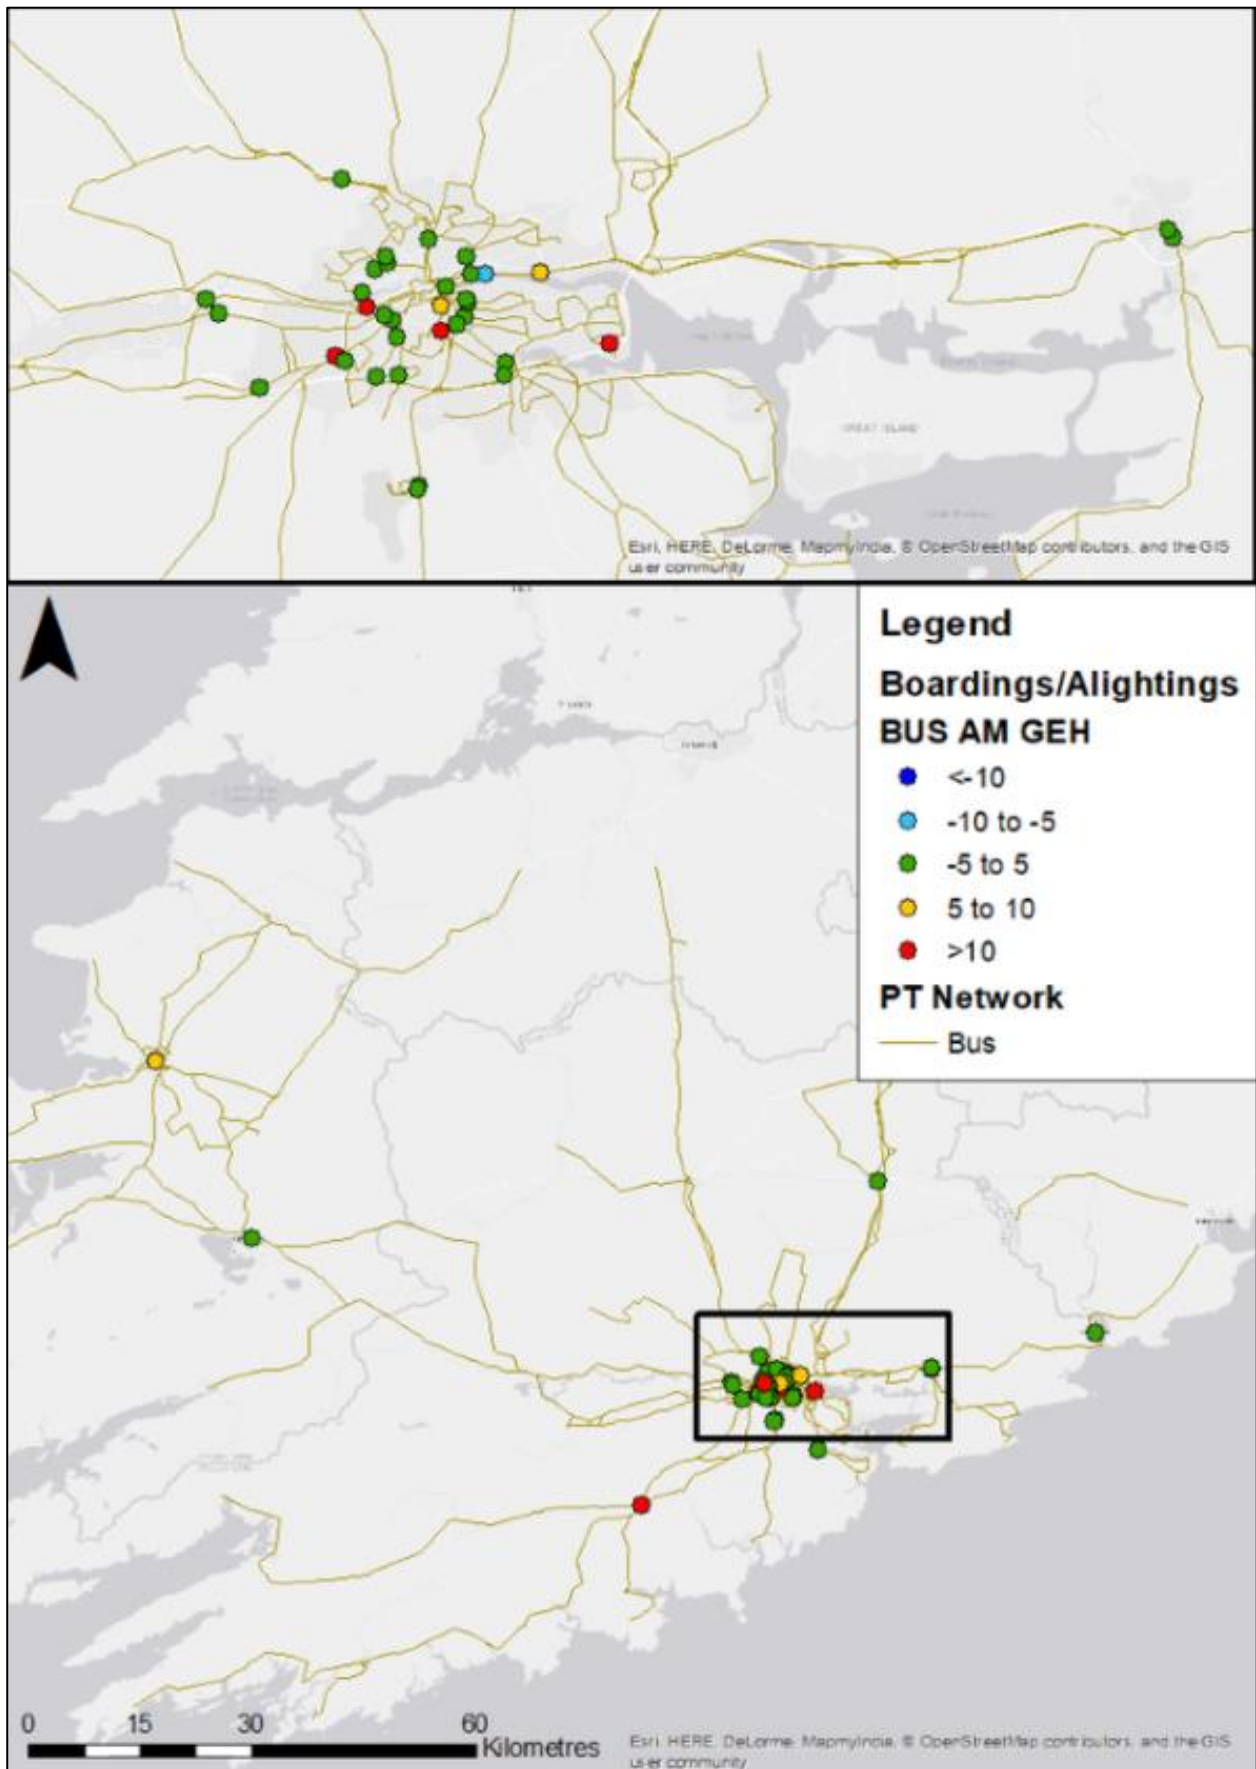 GREAT ISLAND
Esri, HERE, DeLorme, MapmyIndia, © OpenStreetMap contributors, and the GIS
user community
Legend
Boardings/Alightings
BUS AM GEH
<-10
-10 to -5
-5 to 5
5 to 10
>10
PT Network
Bus
0 15 30 60
Kilometres
Esri, HERE, DeLorme, MapmyIndia, © OpenStreetMap contributors, and the GIS
user community